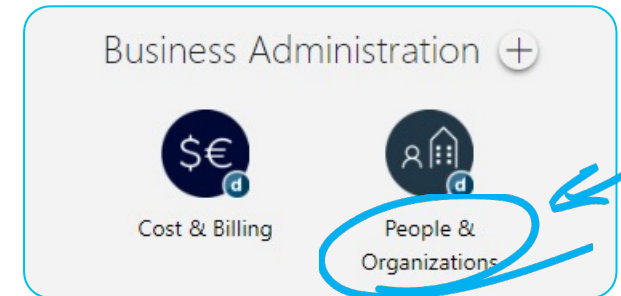 Business Administration +
$€
d
d
Cost & Billing
People &
Organizations